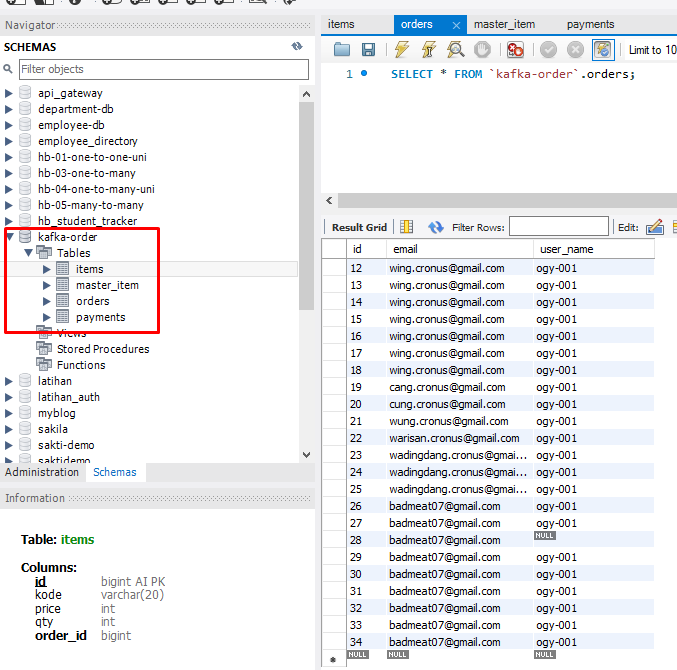 Navigator
SCHEMAS
Filter objects
api_gateway
department-db
employee-db
employee_directory
hb-01-one-to-one-uni
hb-03-one-to-many
hb-04-one-to-many-uni
hb-05-many-to-many
hb_student_tracker
kafka-order
Tables
items
master_item
orders
payments
Views
Stored Procedures
Functions
latihan
latihan_auth
myblog
sakila
sakti-demo
saktidemo
Administration Schemas
Information
Table: items
Columns:
id bigint AI PK
kode varchar(20)
price int
qty int
order_id bigint
items orders master_item payments
Limit to 10
1 SELECT * FROM `kafka-order`.orders;
Result Grid Filter Rows: Edit:
id email user_name
12 wing.cronus@gmail.com ogy-001
13 wing.cronus@gmail.com ogy-001
14 wing.cronus@gmail.com ogy-001
15 wing.cronus@gmail.com ogy-001
16 wing.cronus@gmail.com ogy-001
17 wing.cronus@gmail.com ogy-001
18 wing.cronus@gmail.com ogy-001
19 cang.cronus@gmail.com ogy-001
20 cung.cronus@gmail.com ogy-001
21 wung.cronus@gmail.com ogy-001
22 warisan.cronus@gmail.com ogy-001
23 wadingdang.cronus@gmai... ogy-001
24 wadingdang.cronus@gmai... ogy-001
25 wadingdang.cronus@gmai... ogy-001
26 badmeat07@gmail.com ogy-001
27 badmeat07@gmail.com ogy-001
28 badmeat07@gmail.com NULL
29 badmeat07@gmail.com ogy-001
30 badmeat07@gmail.com ogy-001
31 badmeat07@gmail.com ogy-001
32 badmeat07@gmail.com ogy-001
33 badmeat07@gmail.com ogy-001
34 badmeat07@gmail.com ogy-001
NULL NULL NULL